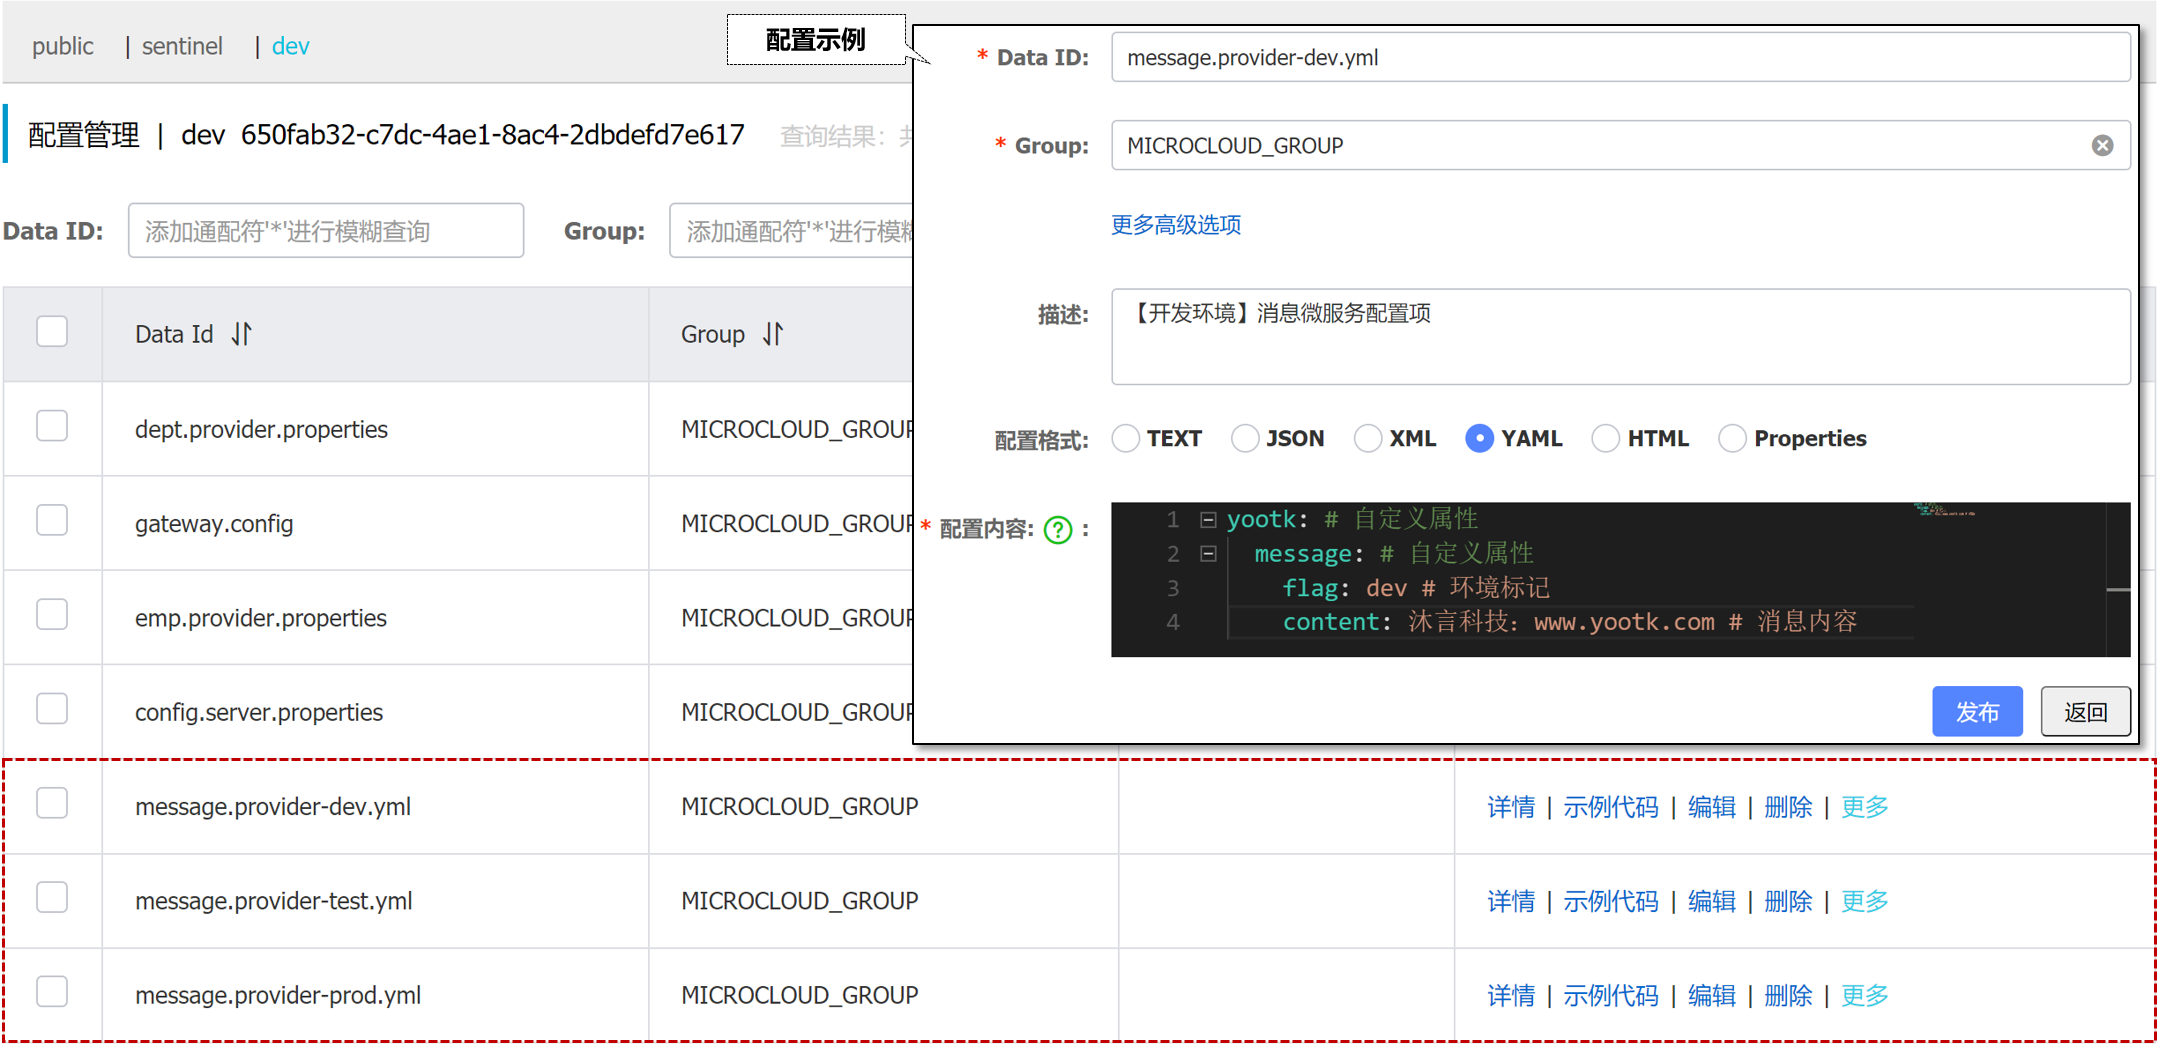 public | sentinel | dev
配置管理 | dev 650fab32-c7dc-4ae1-8ac4-2dbdefd7e617 查询结果：共
Data ID: 添加通配符'*'进行模糊查询 Group: 添加通配符'*'进行模糊
Data Id Group
dept.provider.properties MICROCLOUD_GROUP
gateway.config MICROCLOUD_GROUP
emp.provider.properties MICROCLOUD_GROUP
config.server.properties MICROCLOUD_GROUP
message.provider-dev.yml MICROCLOUD_GROUP 详情 | 示例代码 | 编辑 | 删除 | 更多
message.provider-test.yml MICROCLOUD_GROUP 详情 | 示例代码 | 编辑 | 删除 | 更多
message.provider-prod.yml MICROCLOUD_GROUP 详情 | 示例代码 | 编辑 | 删除 | 更多
配置示例
* Data ID: message.provider-dev.yml
* Group: MICROCLOUD_GROUP
更多高级选项
描述: 【开发环境】消息微服务配置项
配置格式: TEXT JSON XML YAML HTML Properties
* 配置内容: ? :
1 yootk: # 自定义属性
2 message: # 自定义属性
3 flag: dev # 环境标记
4 content: 沐言科技：www.yootk.com # 消息内容
发布 返回